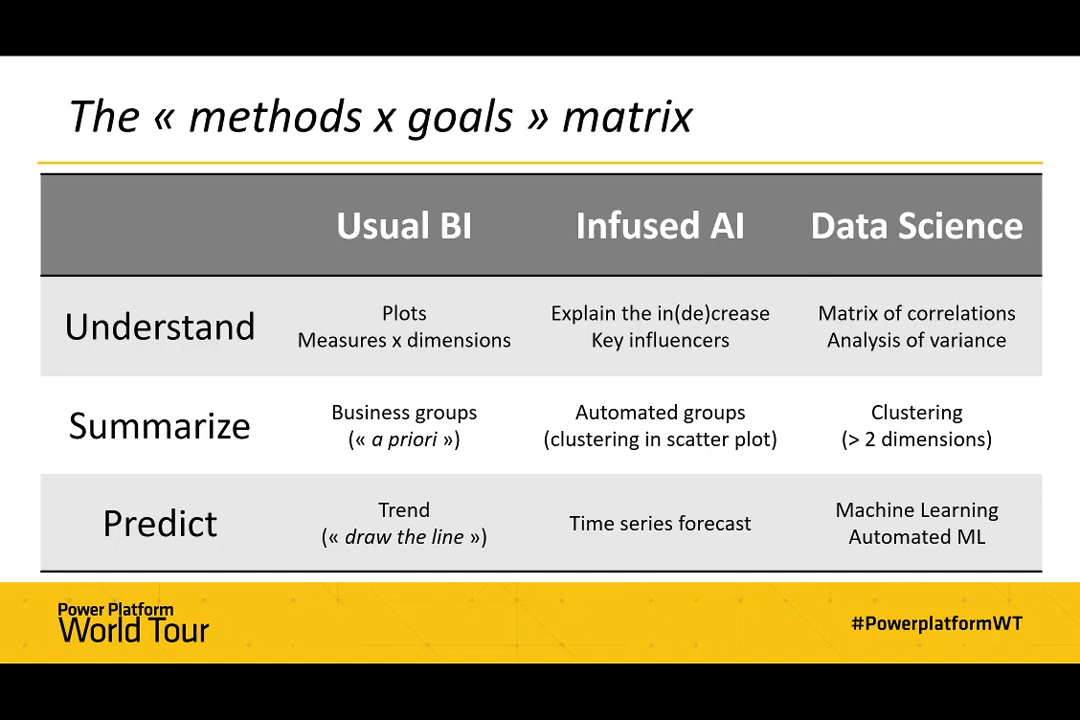 The « methods x goals » matrix
Usual BI
Infused AI
Data Science
Understand
Plots
Measures x dimensions
Explain the in(de)crease
Key influencers
Matrix of correlations
Analysis of variance
Summarize
Business groups
(« a priori »)
Automated groups
(clustering in scatter plot)
Clustering
(> 2 dimensions)
Predict
Trend
(« draw the line »)
Time series forecast
Machine Learning
Automated ML
Power Platform
World Tour
#PowerplatformWT